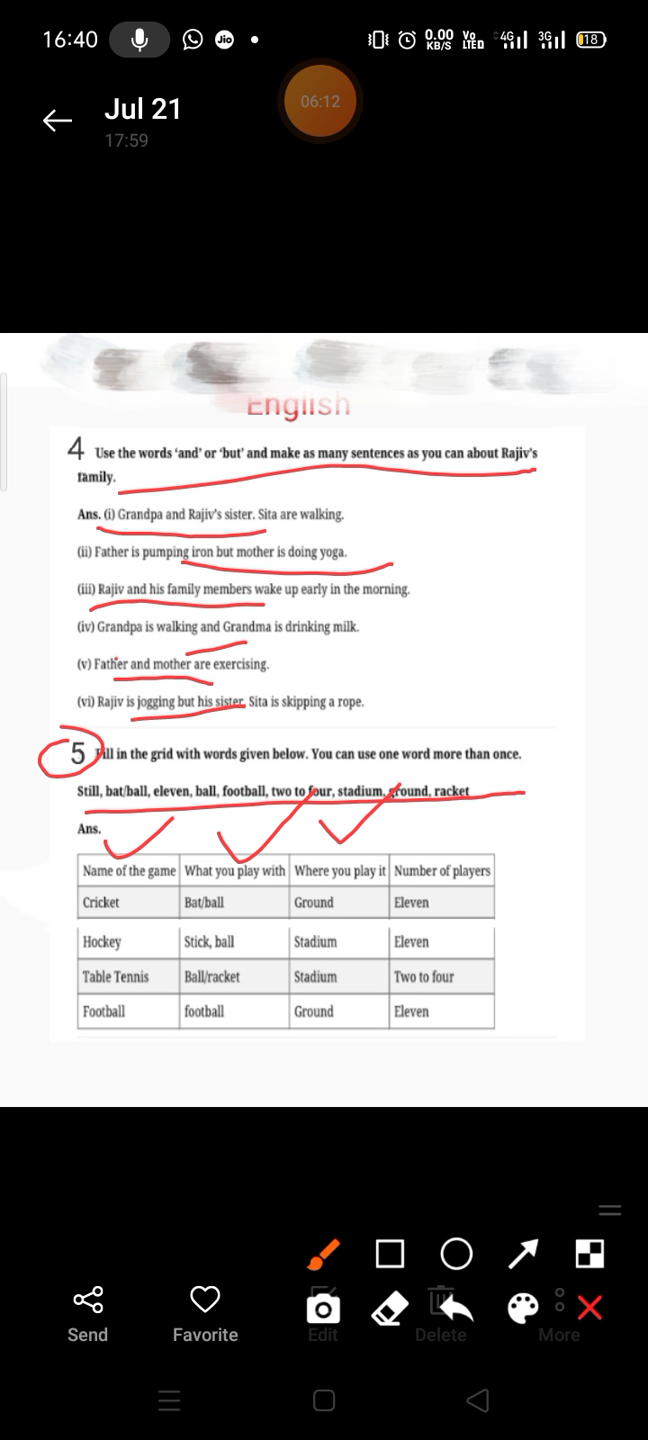 16:40
Jio
0.00
KB/S
Vo
LTED
4G
3G
18
Jul 21
06:12
17:59
English
4 Use the words ‘and’ or ‘but’ and make as many sentences as you can about Rajiv’s
family.
Ans. (i) Grandpa and Rajiv’s sister. Sita are walking.
(ii) Father is pumping iron but mother is doing yoga.
(iii) Rajiv and his family members wake up early in the morning.
(iv) Grandpa is walking and Grandma is drinking milk.
(v) Father and mother are exercising.
(vi) Rajiv is jogging but his sister, Sita is skipping a rope.
5 Fill in the grid with words given below. You can use one word more than once.
Still, bat/ball, eleven, ball, football, two to four, stadium, ground, racket
Ans.
Name of the game What you play with Where you play it Number of players
Cricket Bat/ball Ground Eleven
Hockey Stick, ball Stadium Eleven
Table Tennis Ball/racket Stadium Two to four
Football football Ground Eleven
Send Favorite Edit Delete More